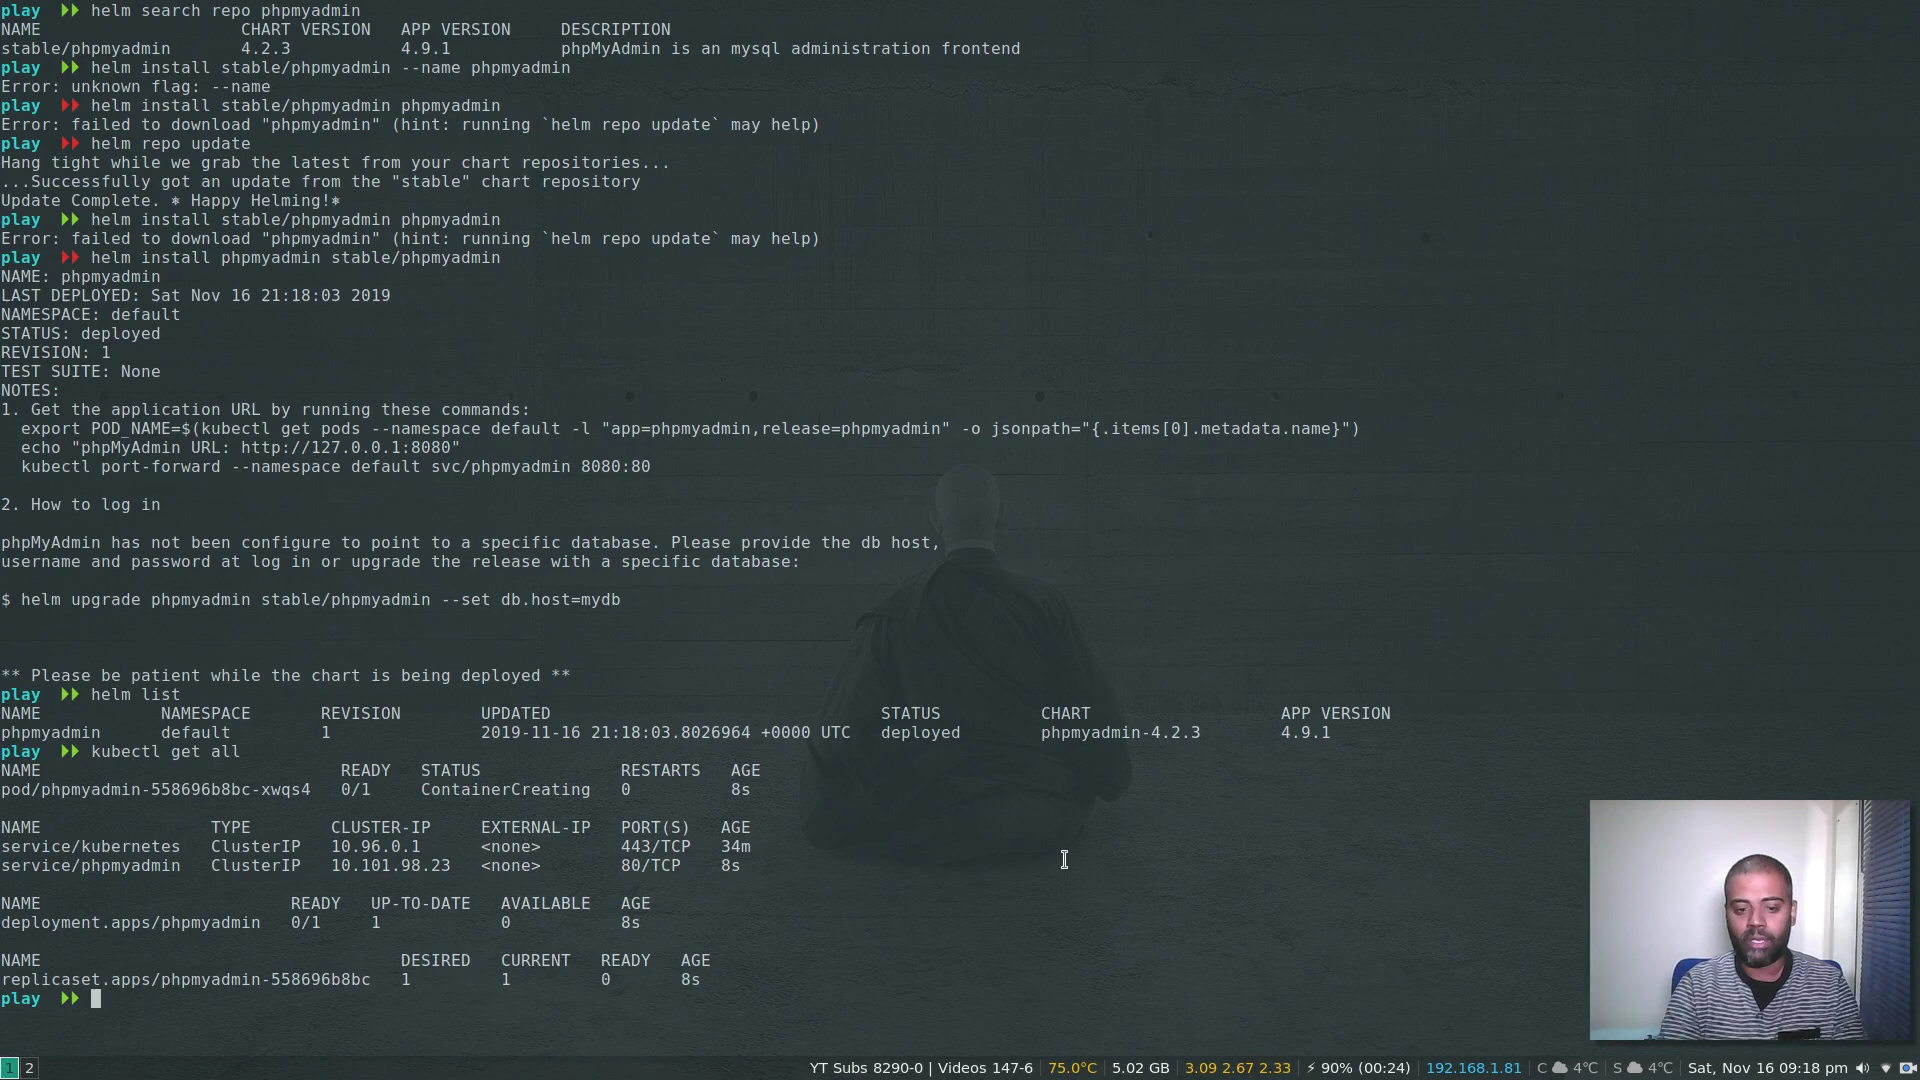 play helm search repo phpmyadmin
NAME CHART VERSION APP VERSION DESCRIPTION
stable/phpmyadmin 4.2.3 4.9.1 phpMyAdmin is an mysql administration frontend
play helm install stable/phpmyadmin --name phpmyadmin
Error: unknown flag: --name
play helm install stable/phpmyadmin phpmyadmin
Error: failed to download "phpmyadmin" (hint: running `helm repo update` may help)
play helm repo update
Hang tight while we grab the latest from your chart repositories...
...Successfully got an update from the "stable" chart repository
Update Complete. ⎈ Happy Helming!⎈
play helm install stable/phpmyadmin phpmyadmin
Error: failed to download "phpmyadmin" (hint: running `helm repo update` may help)
play helm install phpmyadmin stable/phpmyadmin
NAME: phpmyadmin
LAST DEPLOYED: Sat Nov 16 21:18:03 2019
NAMESPACE: default
STATUS: deployed
REVISION: 1
TEST SUITE: None
NOTES:
1. Get the application URL by running these commands:
export POD_NAME=$(kubectl get pods --namespace default -l "app=phpmyadmin,release=phpmyadmin" -o jsonpath="{.items[0].metadata.name}")
echo "phpMyAdmin URL: http://127.0.0.1:8080"
kubectl port-forward --namespace default svc/phpmyadmin 8080:80
2. How to log in
phpMyAdmin has not been configure to point to a specific database. Please provide the db host,
username and password at log in or upgrade the release with a specific database:
$ helm upgrade phpmyadmin stable/phpmyadmin --set db.host=mydb
** Please be patient while the chart is being deployed **
play helm list
NAME NAMESPACE REVISION UPDATED STATUS CHART APP VERSION
phpmyadmin default 1 2019-11-16 21:18:03.8026964 +0000 UTC deployed phpmyadmin-4.2.3 4.9.1
play kubectl get all
NAME READY STATUS RESTARTS AGE
pod/phpmyadmin-558696b8bc-xwqs4 0/1 ContainerCreating 0 8s
NAME TYPE CLUSTER-IP EXTERNAL-IP PORT(S) AGE
service/kubernetes ClusterIP 10.96.0.1 <none> 443/TCP 34m
service/phpmyadmin ClusterIP 10.101.98.23 <none> 80/TCP 8s
NAME READY UP-TO-DATE AVAILABLE AGE
deployment.apps/phpmyadmin 0/1 1 0 8s
NAME DESIRED CURRENT READY AGE
replicaset.apps/phpmyadmin-558696b8bc 1 1 0 8s
play
1 2 YT Subs 8290-0 | Videos 147-6 75.0°C 5.02 GB 3.09 2.67 2.33 ⚡ 90% (00:24) 192.168.1.81 C 4℃ S 4℃ Sat, Nov 16 09:18 pm